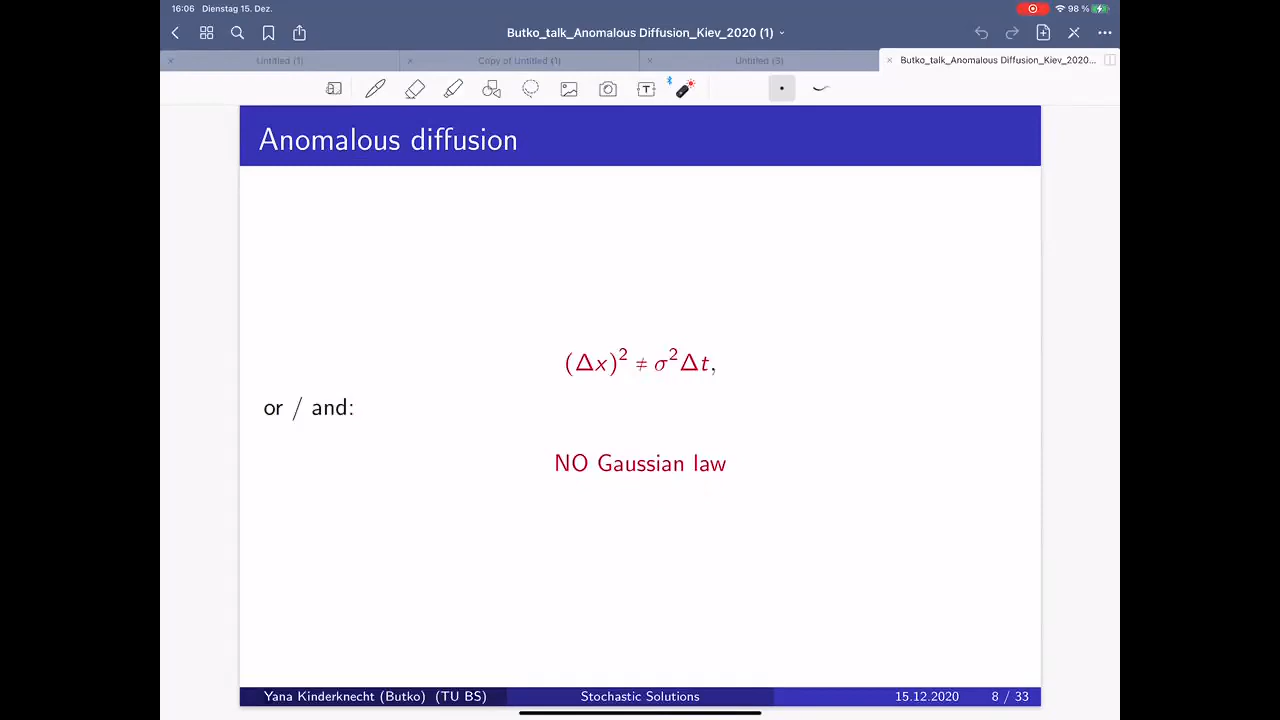 16:06 Dienstag 15. Dez.
98 %
Butko_talk_Anomalous Diffusion_Kiev_2020 (1)
Untitled (1)
Copy of Untitled (1)
Untitled (3)
Butko_talk_Anomalous Diffusion_Kiev_2020...
T
Anomalous diffusion
(Δx)² ≠ σ²Δt,
or / and:
NO Gaussian law
Yana Kinderknecht (Butko) (TU BS)
Stochastic Solutions
15.12.2020
8 / 33